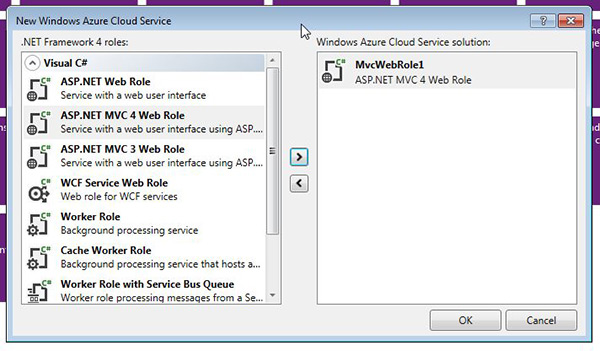 New Windows Azure Cloud Service
.NET Framework 4 roles:
Windows Azure Cloud Service solution:
Visual C#
C#
ASP.NET Web Role
Service with a web user interface
C#
ASP.NET MVC 4 Web Role
Service with a web user interface using ASP....
C#
ASP.NET MVC 3 Web Role
Service with a web user interface using ASP....
C#
WCF Service Web Role
Web role for WCF services
C#
Worker Role
Background processing service
C#
Cache Worker Role
Background processing service that hosts a...
C#
Worker Role with Service Bus Queue
Worker role processing messages from a Se...
C#
MvcWebRole1
ASP.NET MVC 4 Web Role
OK
Cancel